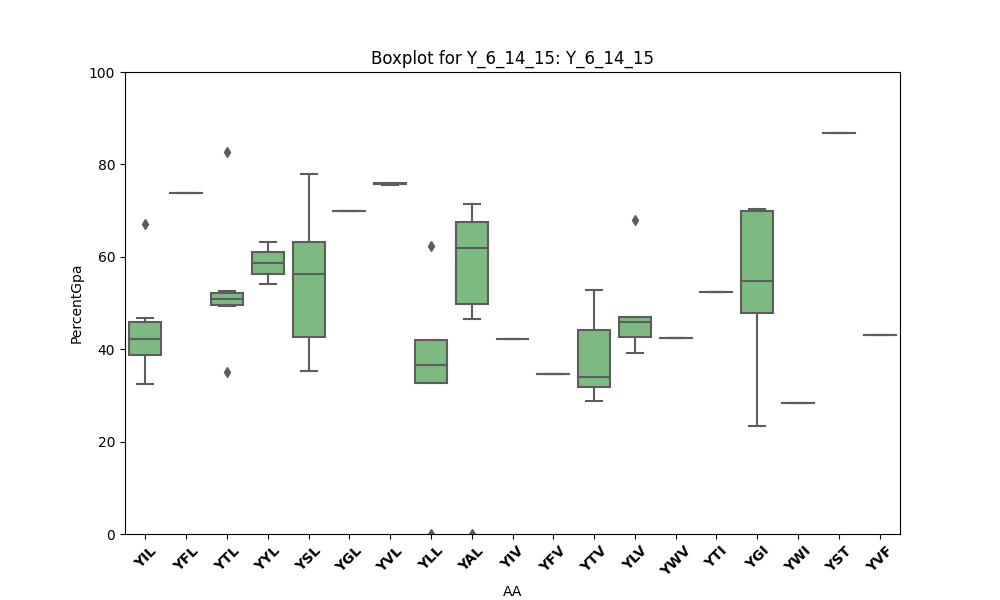 Boxplot for Y_6_14_15: Y_6_14_15
100
80
60
40
20
0
PercentGpa
YIL YFL YTL YYL YSL YGL YVL YLL YAL YIV YFV YTV YLV YWV YTI YGI YWI YST YVF
AA